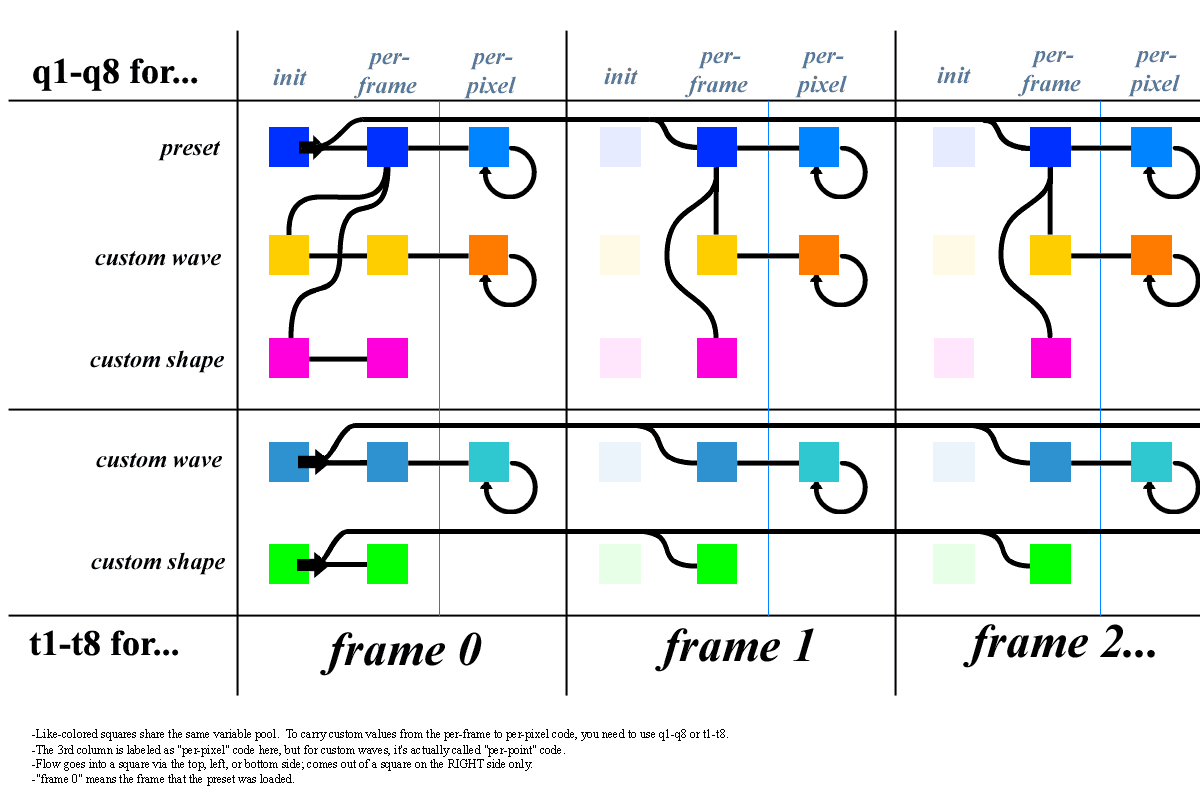 q1-q8 for...
init
per-
frame
per-
pixel
init
per-
frame
per-
pixel
init
per-
frame
per-
pixel
preset
custom wave
custom shape
custom wave
custom shape
t1-t8 for...
frame 0
frame 1
frame 2...
-Like-colored squares share the same variable pool.  To carry custom values from the per-frame to per-pixel code, you need to use q1-q8 or t1-t8.
-The 3rd column is labeled as "per-pixel" code here, but for custom waves, it's actually called "per-point" code.
-Flow goes into a square via the top, left, or bottom side; comes out of a square on the RIGHT side only.
-"frame 0" means the frame that the preset was loaded.